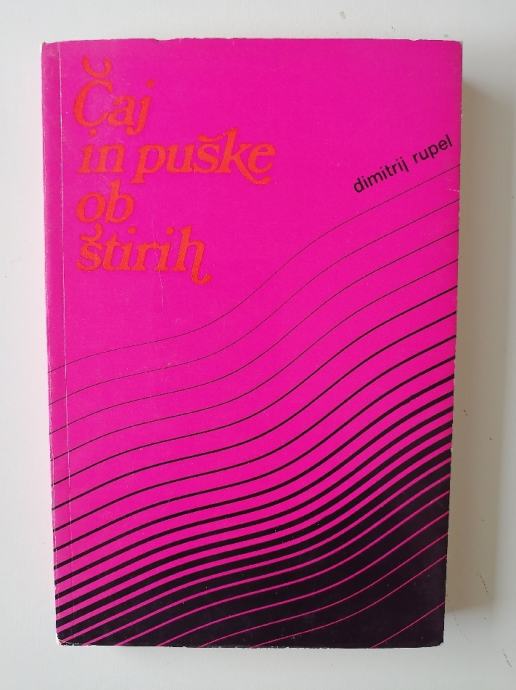 Čaj
in puške
ob
štirih
dimitrij rupel